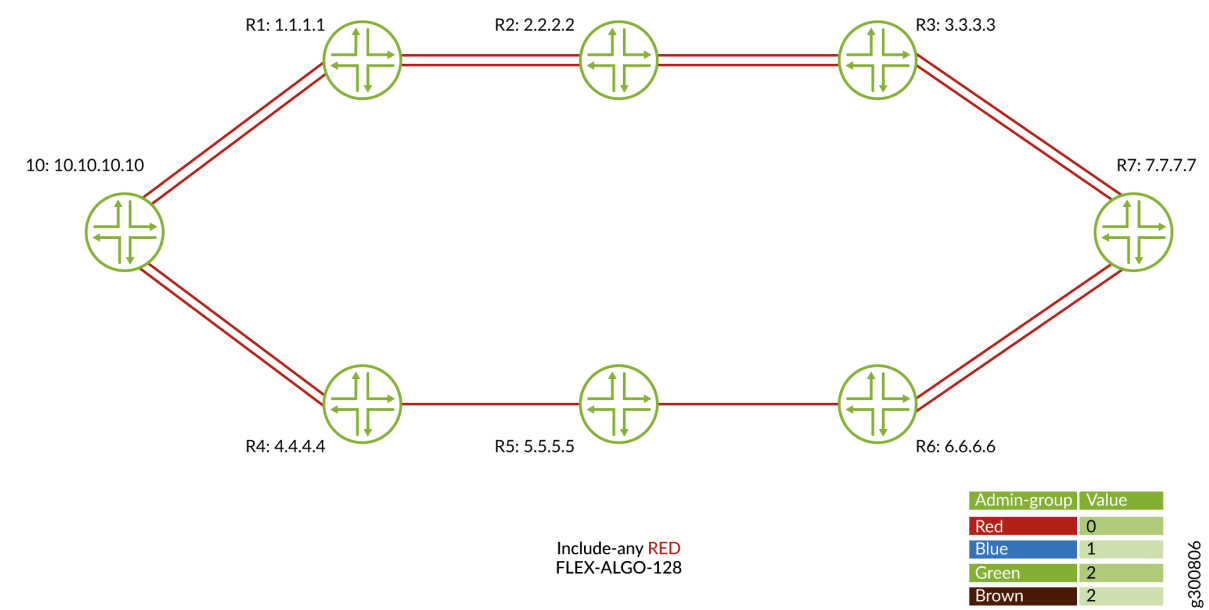 R1: 1.1.1.1
R2: 2.2.2.2
R3: 3.3.3.3
10: 10.10.10.10
R7: 7.7.7.7
R4: 4.4.4.4
R5: 5.5.5.5
R6: 6.6.6.6
Include-any RED
FLEX-ALGO-128
Admin-group Value
Red 0
Blue 1
Green 2
Brown 2
g300806